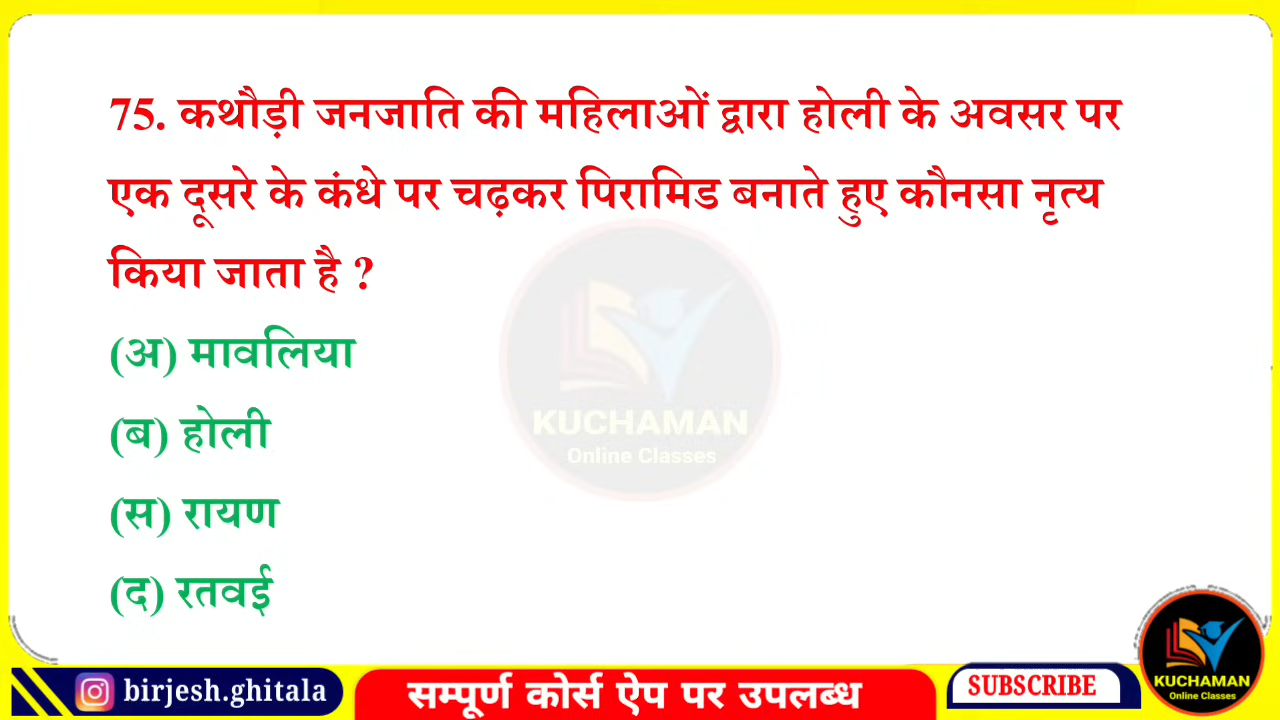 75. कथौड़ी जनजाति की महिलाओं द्वारा होली के अवसर पर
एक दूसरे के कंधे पर चढ़कर पिरामिड बनाते हुए कौनसा नृत्य
किया जाता है ?
(अ) मावलिया
(ब) होली
(स) रायण
(द) रतवई
KUCHAMAN
Online Classes
birjesh.ghitala
सम्पूर्ण कोर्स ऐप पर उपलब्ध
SUBSCRIBE
KUCHAMAN
Online Classes